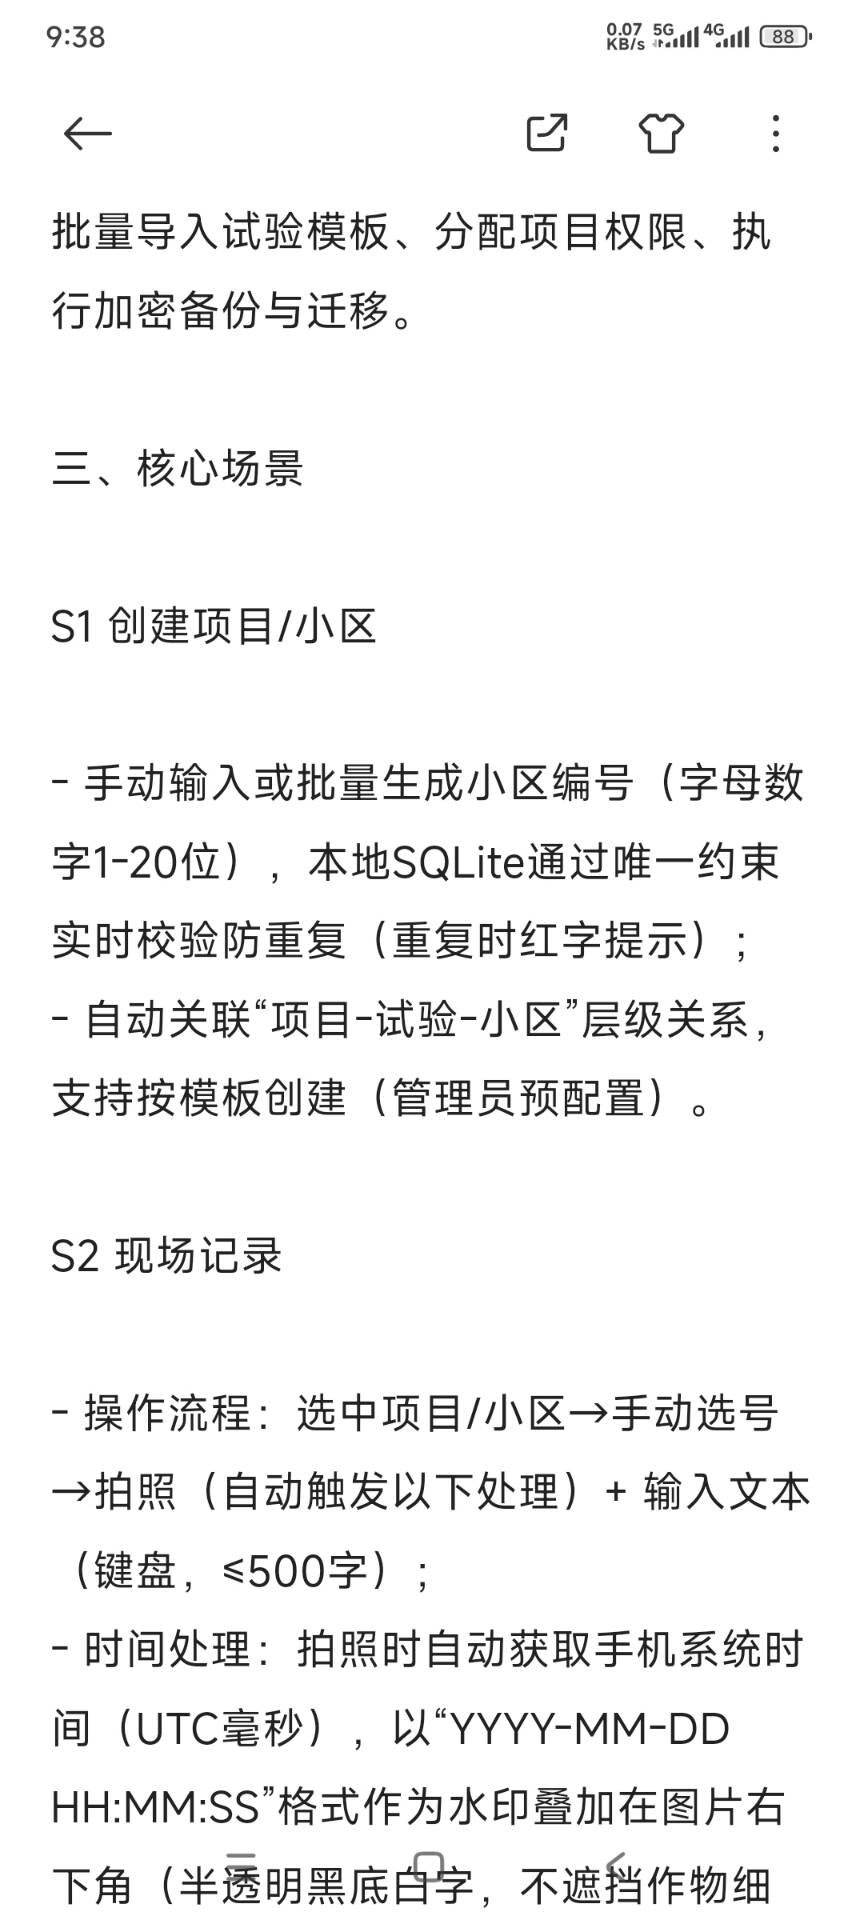 9:38
0.07 KB/s 5G 4G 88
批量导入试验模板、分配项目权限、执
行加密备份与迁移。
三、核心场景
S1 创建项目/小区
- 手动输入或批量生成小区编号（字母数
字1-20位），本地SQLite通过唯一约束
实时校验防重复（重复时红字提示）;
- 自动关联“项目-试验-小区”层级关系，
支持按模板创建（管理员预配置）。
S2 现场记录
- 操作流程：选中项目/小区→手动选号
→拍照（自动触发以下处理）+ 输入文本
（键盘，≤500字）;
- 时间处理：拍照时自动获取手机系统时
间（UTC毫秒），以“YYYY-MM-DD
HH:MM:SS”格式作为水印叠加在图片右
下角（半透明黑底白字，不遮挡作物细